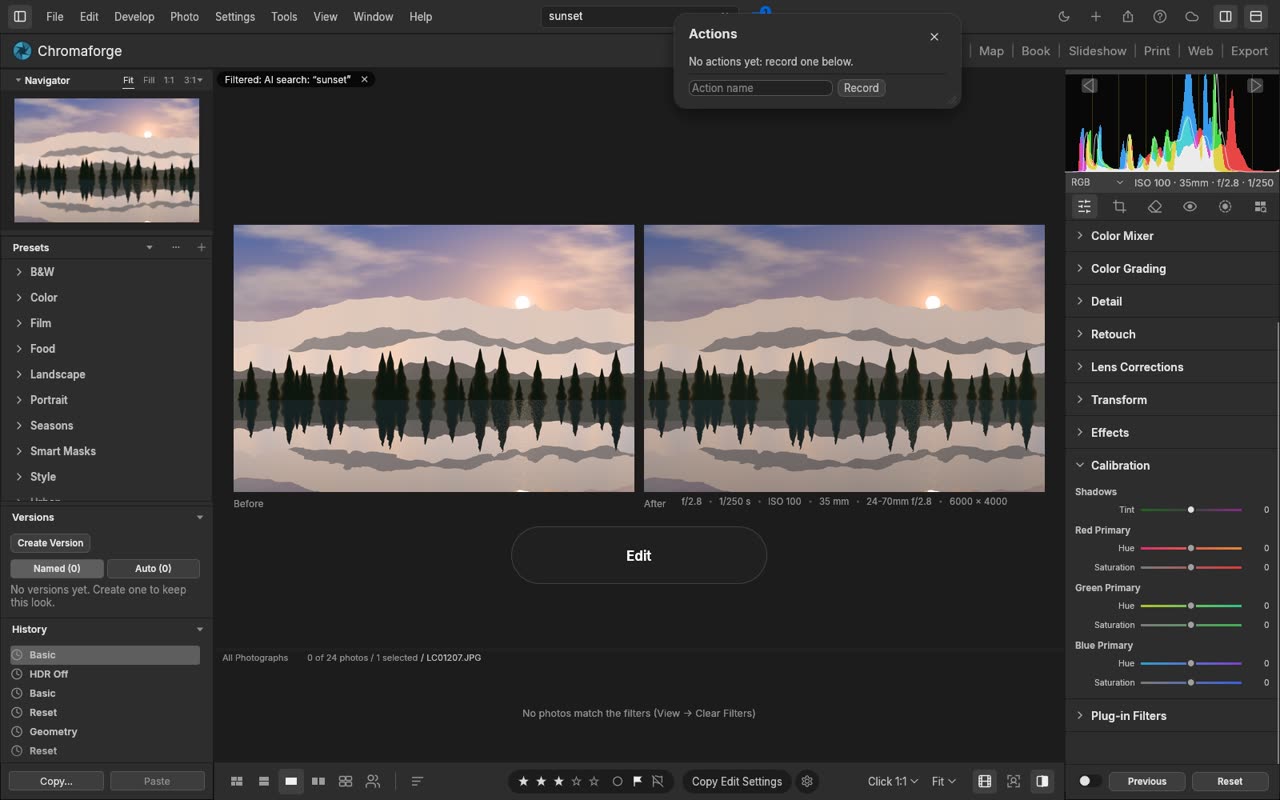 File Edit Develop Photo Settings Tools View Window Help
sunset
Chromaforge
Map Book Slideshow Print Web Export
Actions
No actions yet: record one below.
Action name Record
Navigator Fit Fill 1:1 3:1
Filtered: AI search: “sunset”
RGB ISO 100 · 35mm · f/2.8 · 1/250
Presets
B&W
Color
Film
Food
Landscape
Portrait
Seasons
Smart Masks
Style
Versions
Create Version
Named (0) Auto (0)
No versions yet. Create one to keep
this look.
History
Basic
HDR Off
Basic
Reset
Geometry
Reset
Copy... Paste
Before
After f/2.8 · 1/250 s · ISO 100 · 35 mm · 24-70mm f/2.8 · 6000 × 4000
Edit
All Photographs 0 of 24 photos / 1 selected / LC01207.JPG
No photos match the filters (View → Clear Filters)
Copy Edit Settings
Click 1:1 Fit
Color Mixer
Color Grading
Detail
Retouch
Lens Corrections
Transform
Effects
Calibration
Shadows
Tint 0
Red Primary
Hue 0
Saturation 0
Green Primary
Hue 0
Saturation 0
Blue Primary
Hue 0
Saturation 0
Plug-in Filters
Previous Reset